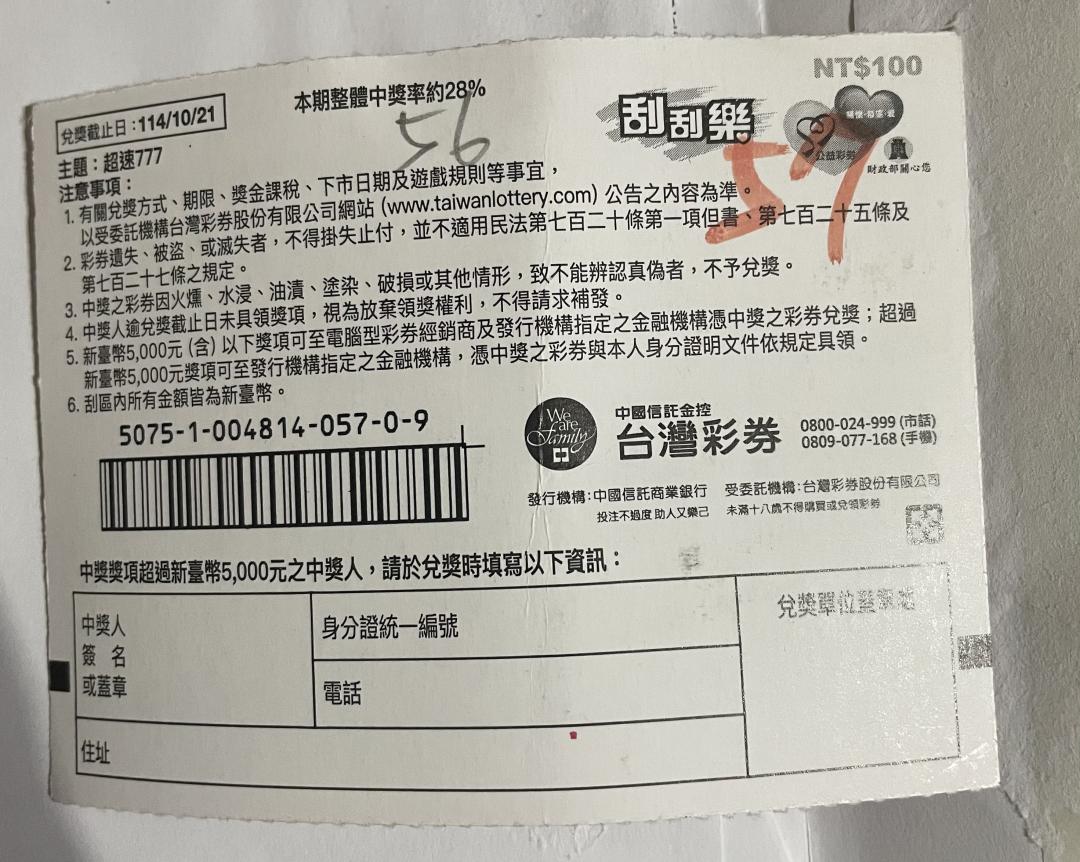 NT$100
本期整體中獎率約28%
兌獎截止日：114/10/21
56
刮刮樂
57
公益彩券
財政部關心您
主題：超速777
注意事項：
1. 有關兌獎方式、期限、獎金課稅、下市日期及遊戲規則等事宜，
以受委託機構台灣彩券股份有限公司網站 (www.taiwanlottery.com) 公告之內容為準。
2. 彩券遺失、被盜、或滅失者，不得掛失止付，並不適用民法第七百二十條第一項但書、第七百二十五條及
第七百二十七條之規定。
3. 中獎之彩券因火燻、水浸、油漬、塗染、破損或其他情形，致不能辨認真偽者，不予兌獎。
4. 中獎人逾兌獎截止日未具領獎項，視為放棄領獎權利，不得請求補發。
5. 新臺幣5,000元 (含) 以下獎項可至電腦型彩券經銷商及發行機構指定之金融機構憑中獎之彩券兌獎；超過
新臺幣5,000元獎項可至發行機構指定之金融機構，憑中獎之彩券與本人身分證明文件依規定具領。
6. 刮區內所有金額皆為新臺幣。
5075-1-004814-057-0-9
We are Family
中國信託金控
台灣彩券
0800-024-999 (市話)
0809-077-168 (手機)
發行機構：中國信託商業銀行 受委託機構：台灣彩券股份有限公司
投注不過度 助人又樂己 未滿十八歲不得購買或兌領彩券
中獎獎項超過新臺幣5,000元之中獎人，請於兌獎時填寫以下資訊：
中獎人
簽 名
或蓋章
身分證統一編號
電話
兌獎單位
住址